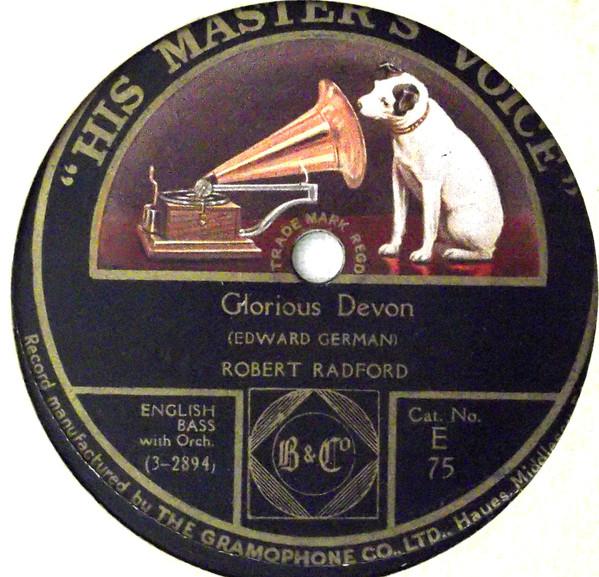 "HIS MASTER'S VOICE"
TRADE MARK REGD
Glorious Devon
(EDWARD GERMAN)
ROBERT RADFORD
ENGLISH
BASS
with Orch.
(3-2894)
B & Co
Cat. No.
E
75
Record manufactured by THE GRAMOPHONE CO., LTD., Hayes, Middlesex